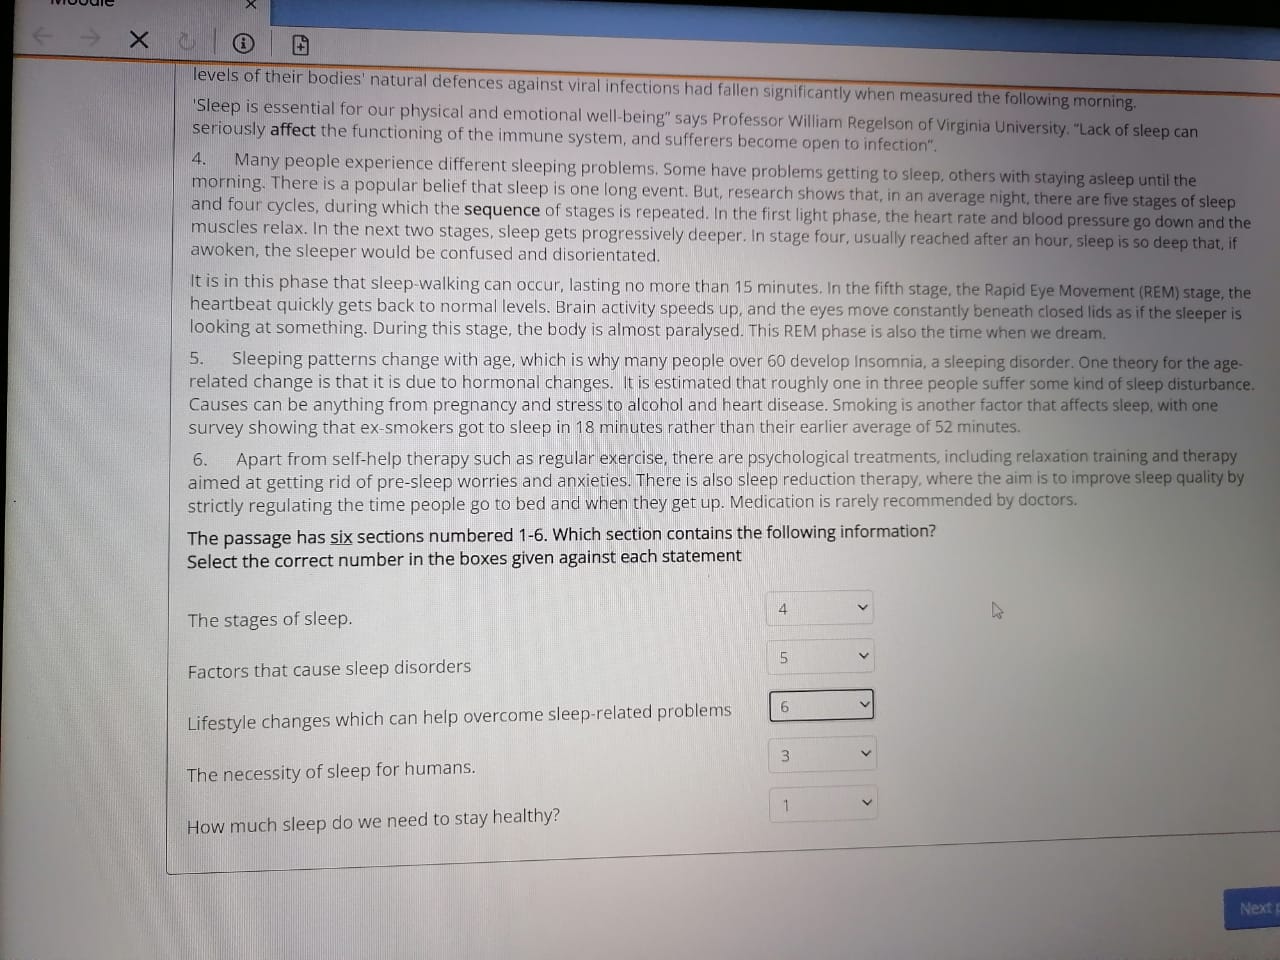 levels of their bodies' natural defences against viral infections had fallen significantly when measured the following morning.
'Sleep is essential for our physical and emotional well-being" says Professor William Regelson of Virginia University. "Lack of sleep can
seriously affect the functioning of the immune system, and sufferers become open to infection".
4. Many people experience different sleeping problems. Some have problems getting to sleep, others with staying asleep until the
morning. There is a popular belief that sleep is one long event. But, research shows that, in an average night, there are five stages of sleep
and four cycles, during which the sequence of stages is repeated. In the first light phase, the heart rate and blood pressure go down and the
muscles relax. In the next two stages, sleep gets progressively deeper. In stage four, usually reached after an hour, sleep is so deep that, if
awoken, the sleeper would be confused and disorientated.
It is in this phase that sleep-walking can occur, lasting no more than 15 minutes. In the fifth stage, the Rapid Eye Movement (REM) stage, the
heartbeat quickly gets back to normal levels. Brain activity speeds up, and the eyes move constantly beneath closed lids as if the sleeper is
looking at something. During this stage, the body is almost paralysed. This REM phase is also the time when we dream.
5. Sleeping patterns change with age, which is why many people over 60 develop Insomnia, a sleeping disorder. One theory for the age-
related change is that it is due to hormonal changes. It is estimated that roughly one in three people suffer some kind of sleep disturbance.
Causes can be anything from pregnancy and stress to alcohol and heart disease. Smoking is another factor that affects sleep, with one
survey showing that ex-smokers got to sleep in 18 minutes rather than their earlier average of 52 minutes.
6. Apart from self-help therapy such as regular exercise, there are psychological treatments, including relaxation training and therapy
aimed at getting rid of pre-sleep worries and anxieties. There is also sleep reduction therapy, where the aim is to improve sleep quality by
strictly regulating the time people go to bed and when they get up. Medication is rarely recommended by doctors.
The passage has six sections numbered 1-6. Which section contains the following information?
Select the correct number in the boxes given against each statement
The stages of sleep. 4
Factors that cause sleep disorders 5
Lifestyle changes which can help overcome sleep-related problems 6
The necessity of sleep for humans. 3
How much sleep do we need to stay healthy? 1
Next